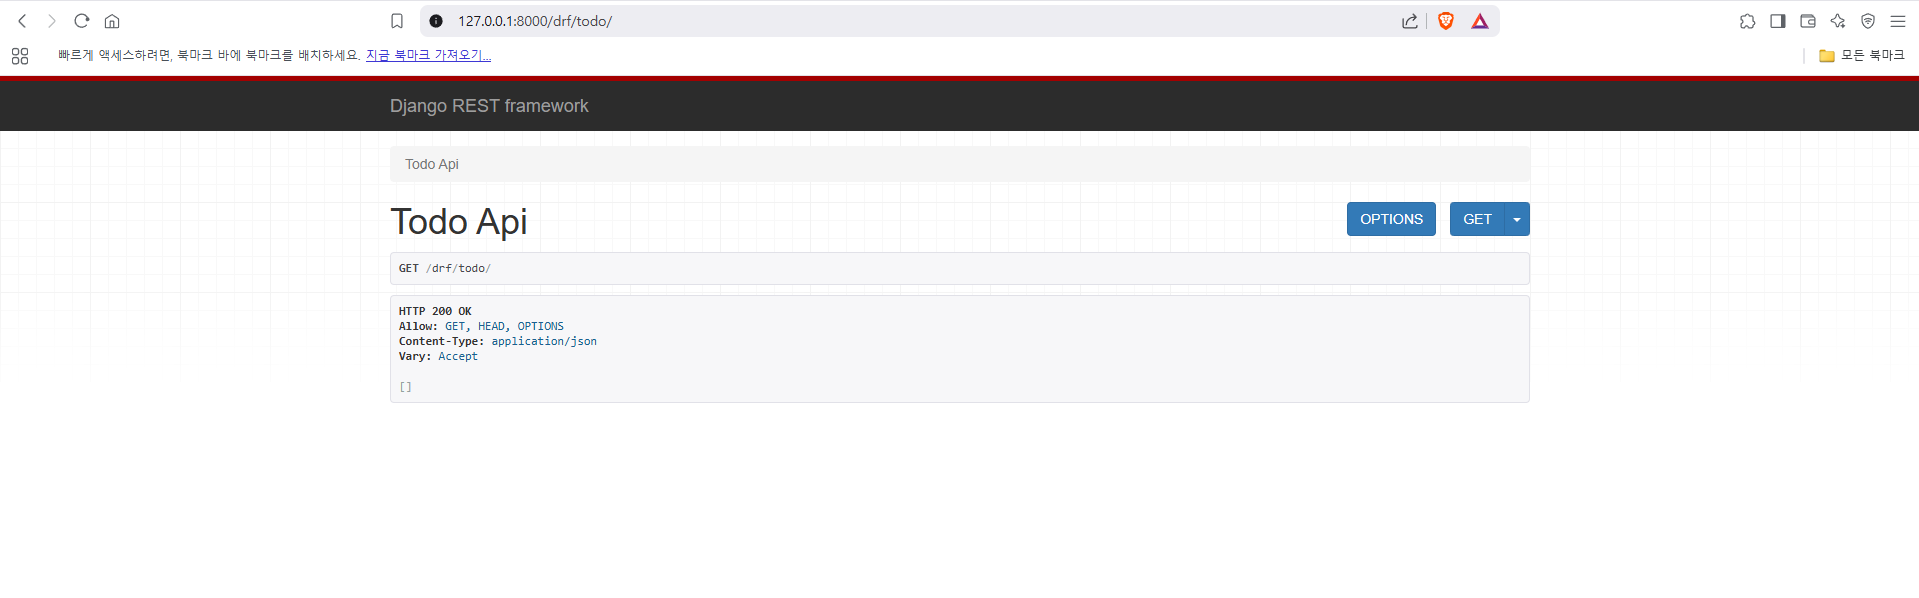 127.0.0.1:8000/drf/todo/
빠르게 액세스하려면, 북마크 바에 북마크를 배치하세요. 지금 북마크 가져오기...
모든 북마크
Django REST framework
Todo Api
Todo Api
OPTIONS
GET
GET /drf/todo/
HTTP 200 OK
Allow: GET, HEAD, OPTIONS
Content-Type: application/json
Vary: Accept
[]